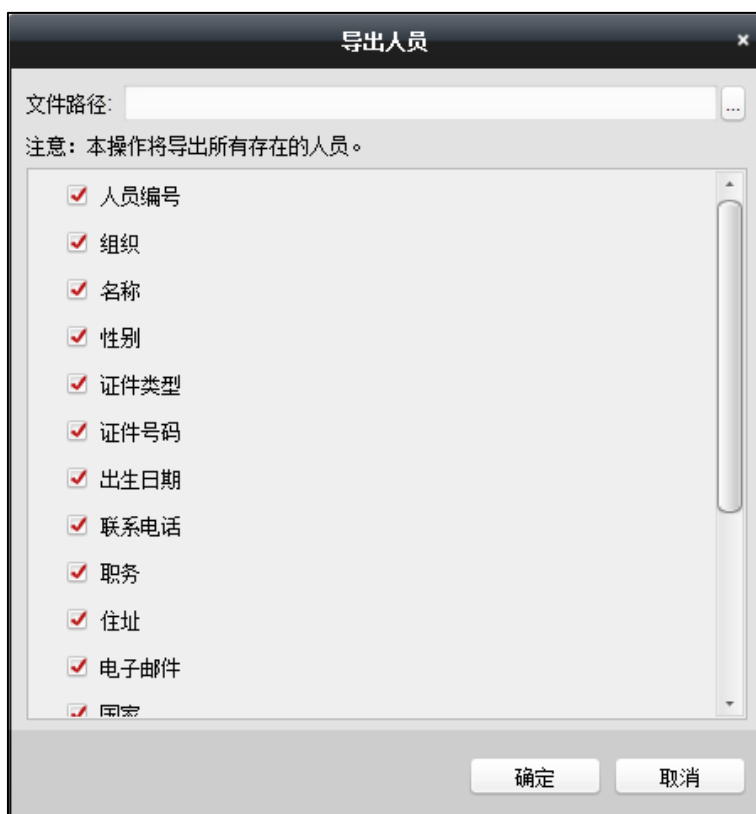 导出人员
文件路径:
...
注意：本操作将导出所有存在的人员。
人员编号
组织
名称
性别
证件类型
证件号码
出生日期
联系电话
职务
住址
电子邮件
国家
确定
取消